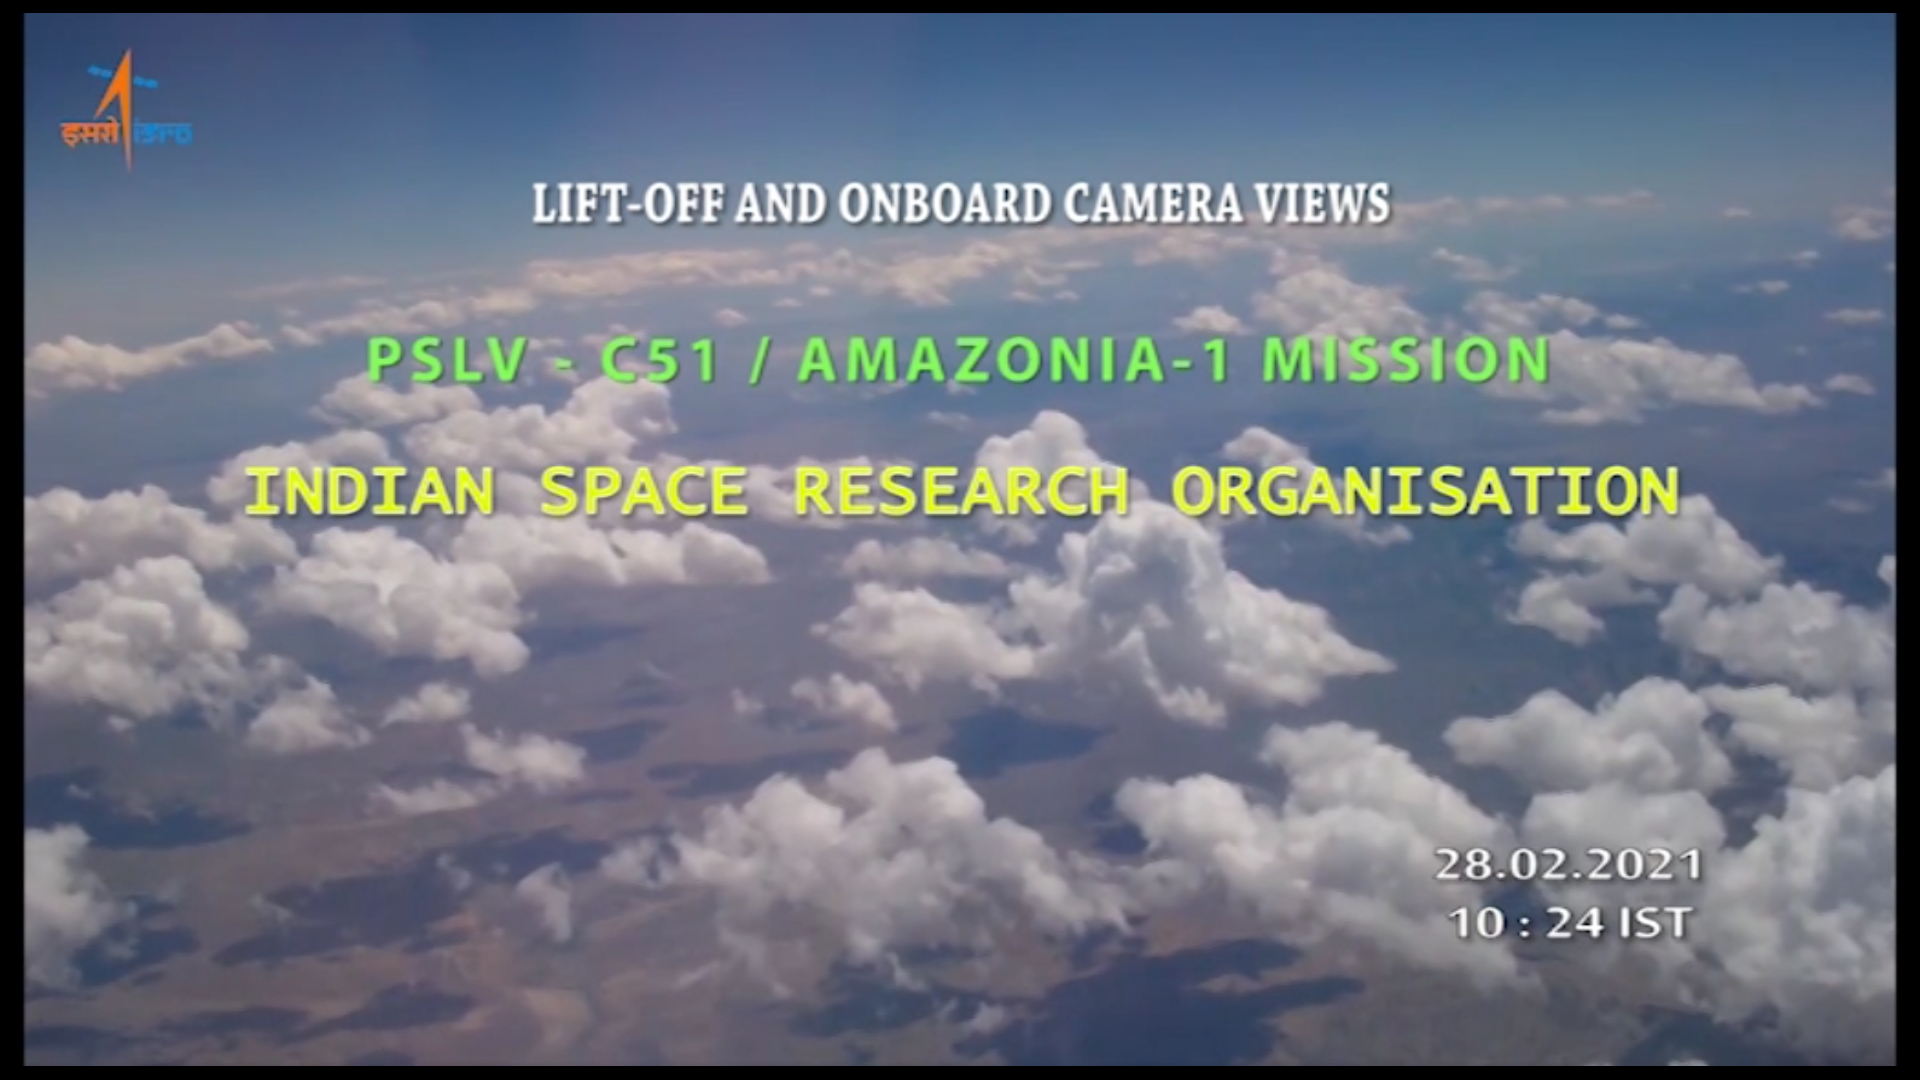 इसरो isro
LIFT-OFF AND ONBOARD CAMERA VIEWS
PSLV - C51 / AMAZONIA-1 MISSION
INDIAN SPACE RESEARCH ORGANISATION
28.02.2021
10 : 24 IST